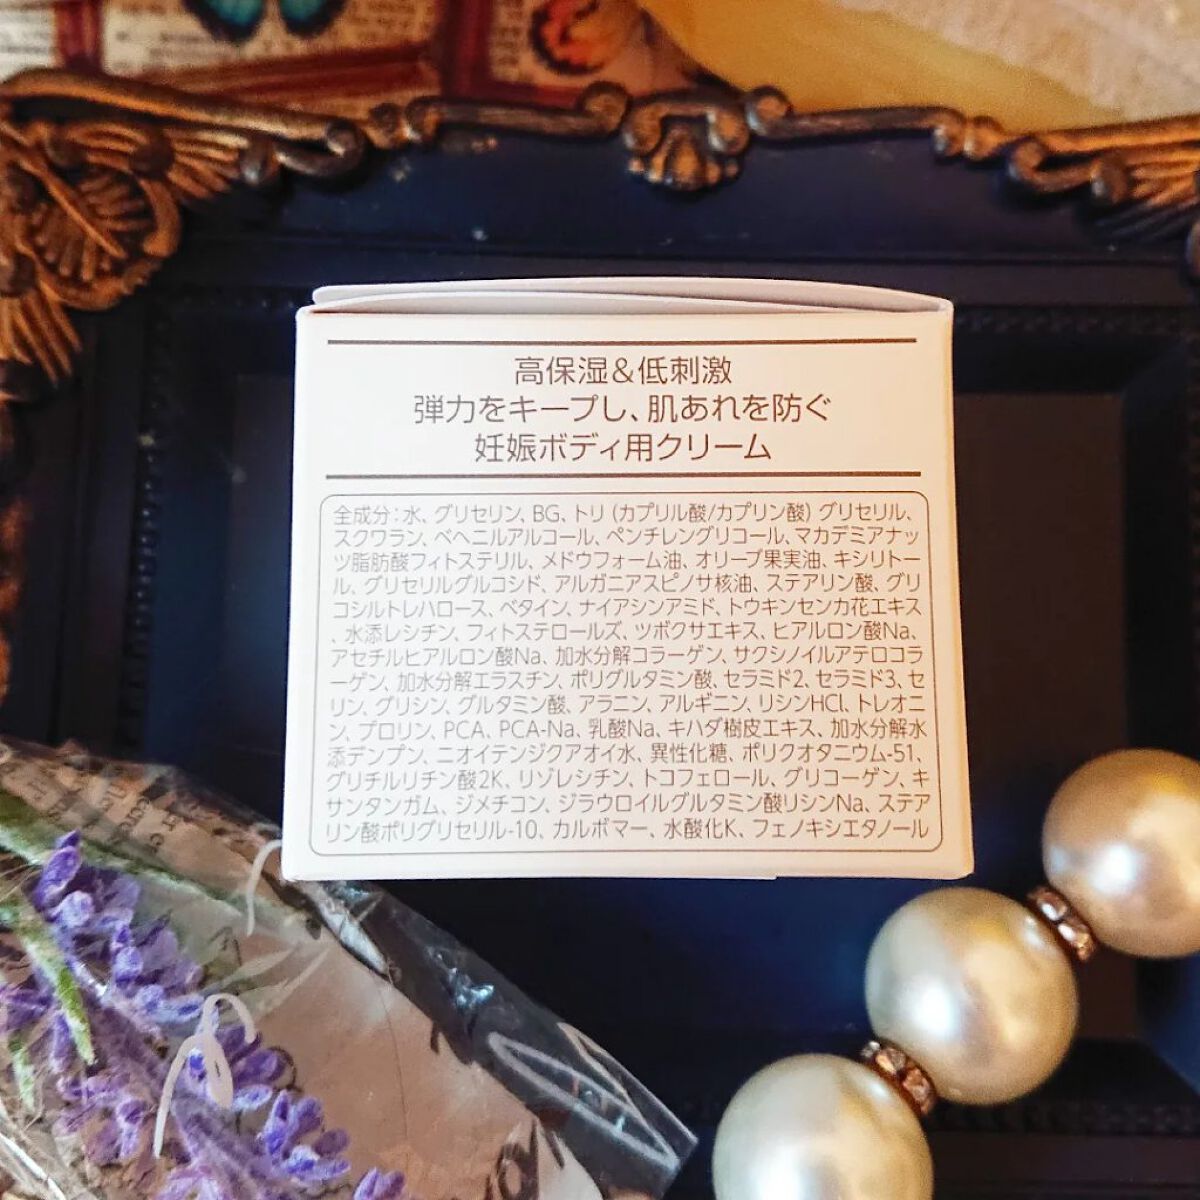 高保湿&低刺激
弾力をキープし、肌あれを防ぐ
妊娠ボディ用クリーム
全成分:水、グリセリン、BG、トリ(カプリル酸/カプリン酸)グリセリル、
スクワラン、ベヘニルアルコール、ペンチレングリコール、マカデミアナッ
ツ脂肪酸フィトステリル、メドウフォーム油、オリーブ果実油、キシリトー
ル、グリセリルグルコシド、アルガニアスピノサ核油、ステアリン酸、グリ
コシルトレハロース、ベタイン、ナイアシンアミド、トウキンセンカ花エキス
、水添レシチン、フィトステロールズ、ツボクサエキス、ヒアルロン酸Na、
アセチルヒアルロン酸Na、加水分解コラーゲン、サクシノイルアテロコラ
ーゲン、加水分解エラスチン、ポリグルタミン酸、セラミド2、セラミド3、セ
リン、グリシン、グルタミン酸、アラニン、アルギニン、リシンHCl、トレオニ
ン、プロリン、PCA、PCA-Na、乳酸Na、キハダ樹皮エキス、加水分解水
添デンプン、ニオイテンジクアオイ水、異性化糖、ポリクオタニウム-51、
グリチルリチン酸2K、リゾレシチン、トコフェロール、グリコーゲン、キ
サンタンガム、ジメチコン、ジラウロイルグルタミン酸リシンNa、ステア
リン酸ポリグリセリル-10、カルボマー、水酸化K、フェノキシエタノール